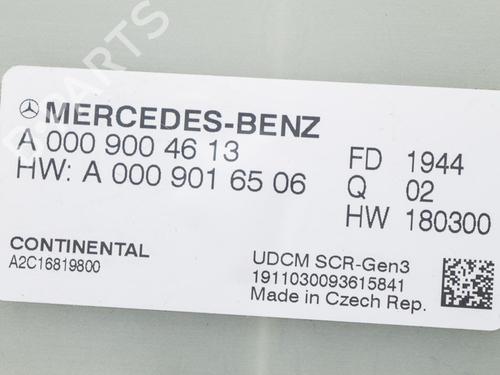 MERCEDES-BENZ
A 000 900 46 13
HW: A 000 901 65 06
FD 1944
Q 02
HW 180300
CONTINENTAL
A2C16819800
UDCM SCR-Gen3
1911030093615841
Made in Czech Rep.
B-PARTS